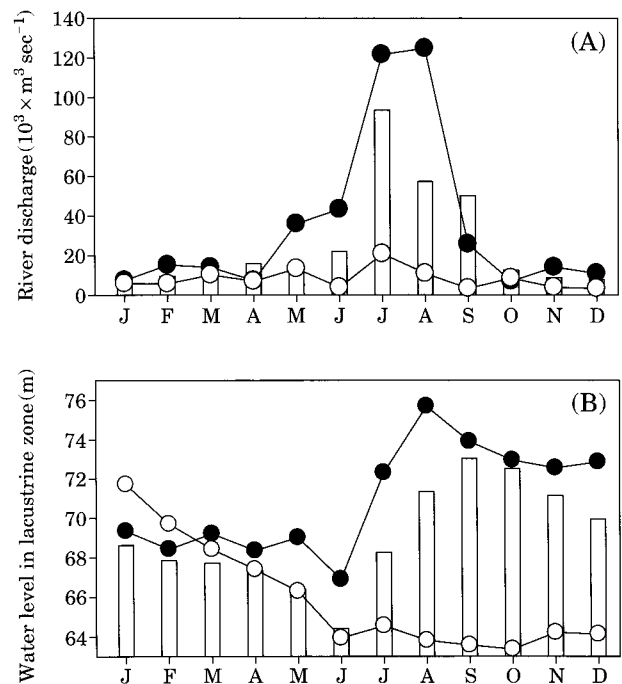 River discharge (10³ × m³ sec⁻¹)
140
120
100
80
60
40
20
0
(A)
J F M A M J J A S O N D
Water level in lacustrine zone (m)
76
74
72
70
68
66
64
(B)
J F M A M J J A S O N D